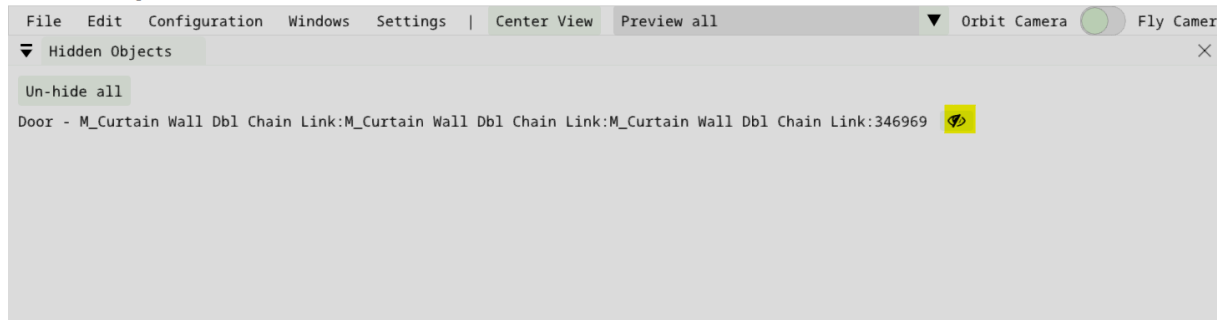 File Edit Configuration Windows Settings | Center View Preview all Orbit Camera Fly Camer
Hidden Objects
Un-hide all
Door - M_Curtain Wall Dbl Chain Link:M_Curtain Wall Dbl Chain Link:M_Curtain Wall Dbl Chain Link:346969